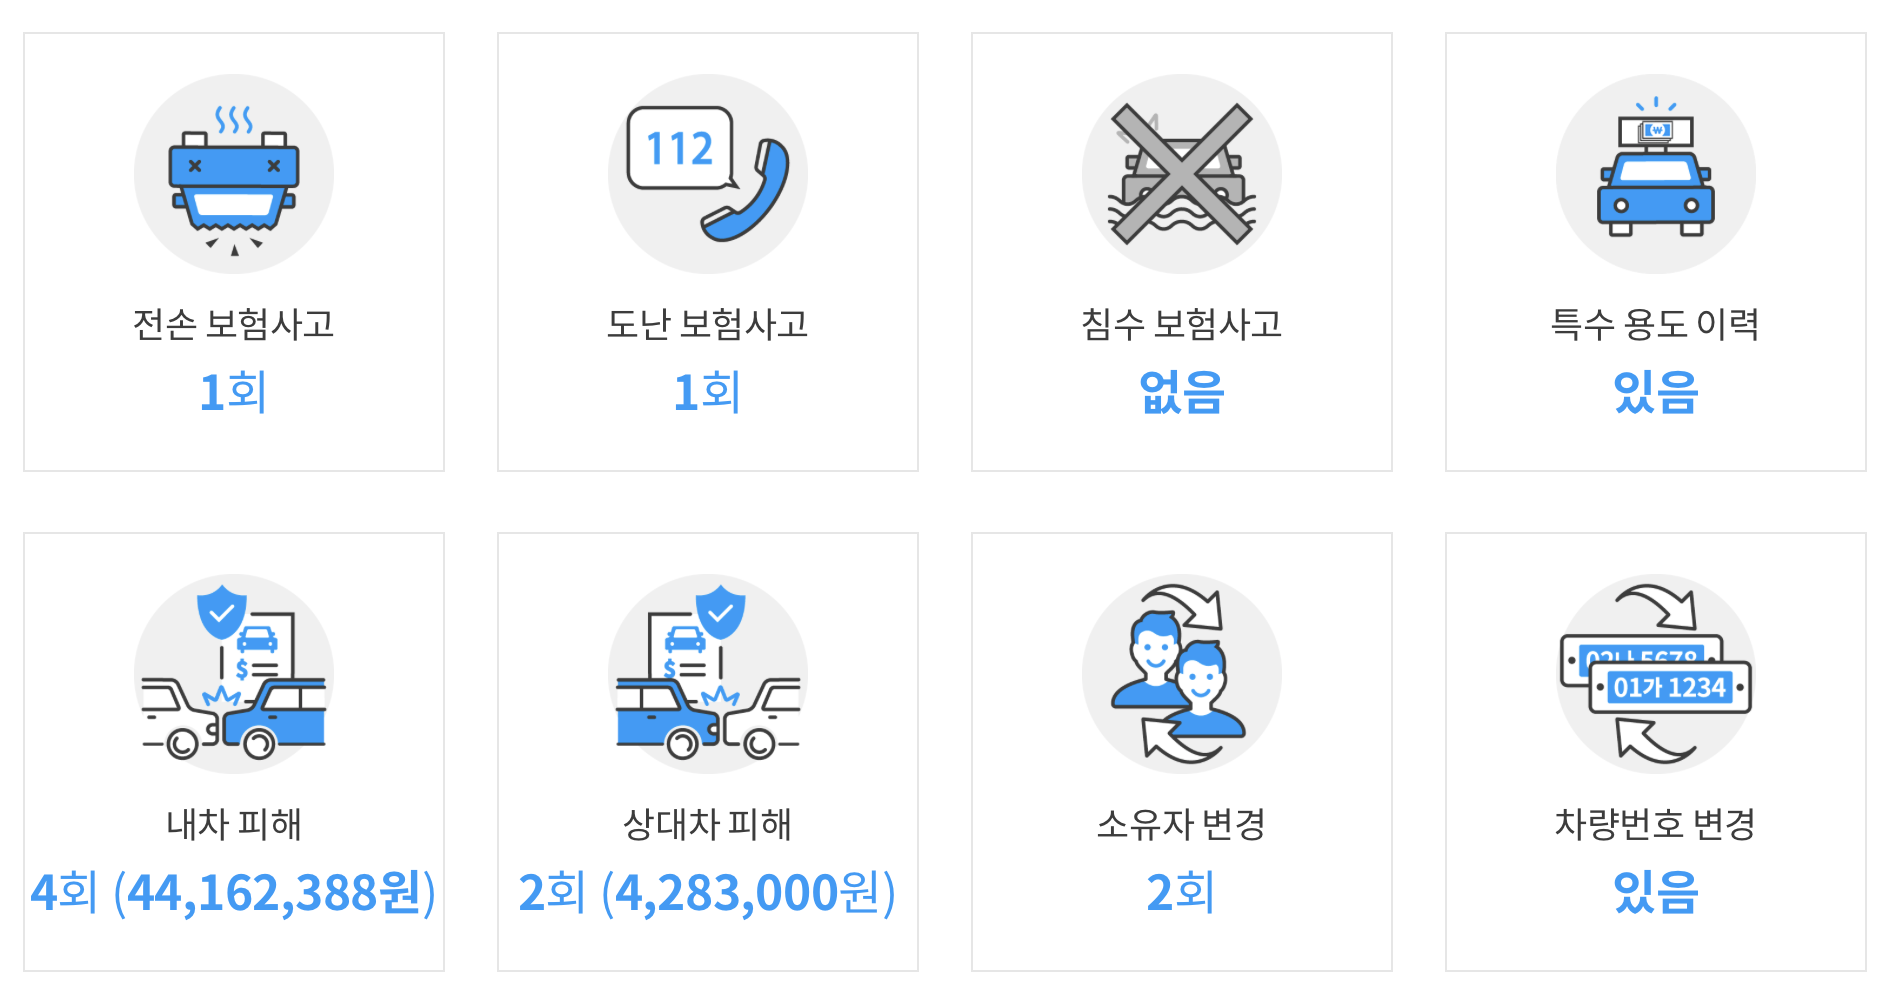 112
전손 보험사고
1회
도난 보험사고
1회
침수 보험사고
없음
₩
특수 용도 이력
있음
$
내차 피해
4회 (44,162,388원)
$
상대차 피해
2회 (4,283,000원)
소유자 변경
2회
01가 1234
차량번호 변경
있음